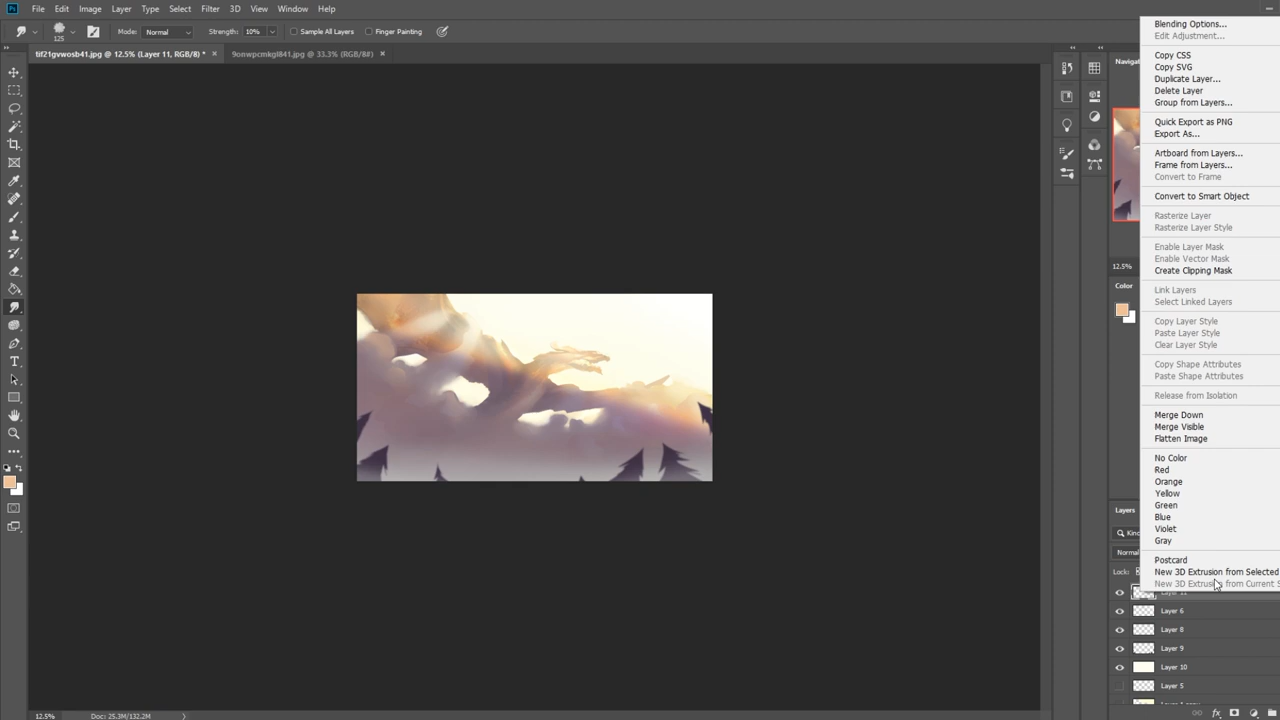 Ps File Edit Image Layer Type Select Filter 3D View Window Help
125 Mode: Normal Strength: 10% Sample All Layers Finger Painting
tif21gvwosb41.jpg @ 12.5% (Layer 11, RGB/8) * × 9onwpcmkgl841.jpg @ 33.3% (RGB/8#) ×
Navigat
12.5%
Color
Layers
Kind
Normal
Lock:
Blending Options...
Edit Adjustment...
Copy CSS
Copy SVG
Duplicate Layer...
Delete Layer
Group from Layers...
Quick Export as PNG
Export As...
Artboard from Layers...
Frame from Layers...
Convert to Frame
Convert to Smart Object
Rasterize Layer
Rasterize Layer Style
Enable Layer Mask
Enable Vector Mask
Create Clipping Mask
Link Layers
Select Linked Layers
Copy Layer Style
Paste Layer Style
Clear Layer Style
Copy Shape Attributes
Paste Shape Attributes
Release from Isolation
Merge Down
Merge Visible
Flatten Image
No Color
Red
Orange
Yellow
Green
Blue
Violet
Gray
Postcard
New 3D Extrusion from Selected
New 3D Extrusion from Current S
Layer 11
Layer 6
Layer 8
Layer 9
Layer 10
Layer 5
fx
12.5% Doc: 25.3M/132.2M